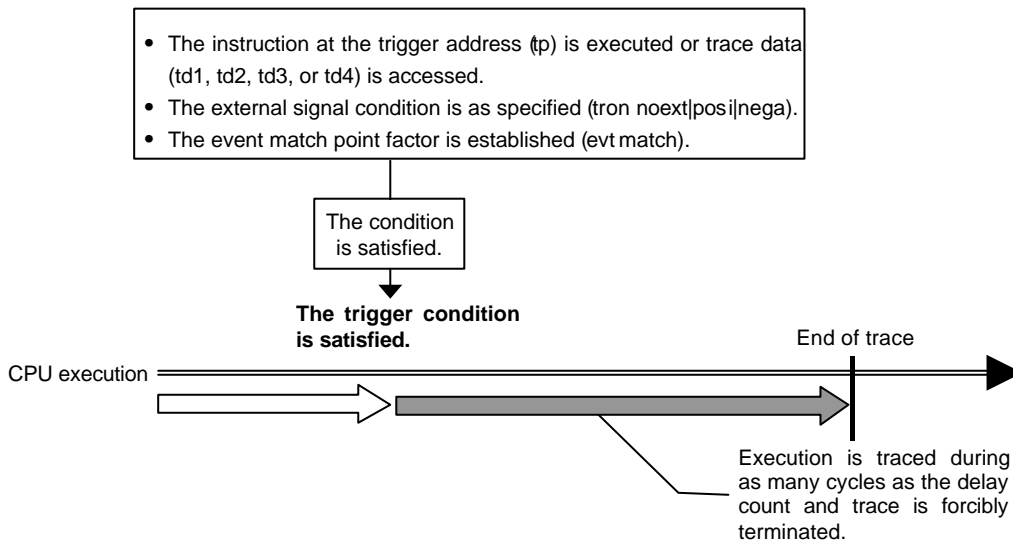 • The instruction at the trigger address (tp) is executed or trace data
(td1, td2, td3, or td4) is accessed.
• The external signal condition is as specified (tron noext|posi|nega).
• The event match point factor is established (evt match).
The condition
is satisfied.
The trigger condition
is satisfied.
End of trace
CPU execution
Execution is traced during
as many cycles as the delay
count and trace is forcibly
terminated.